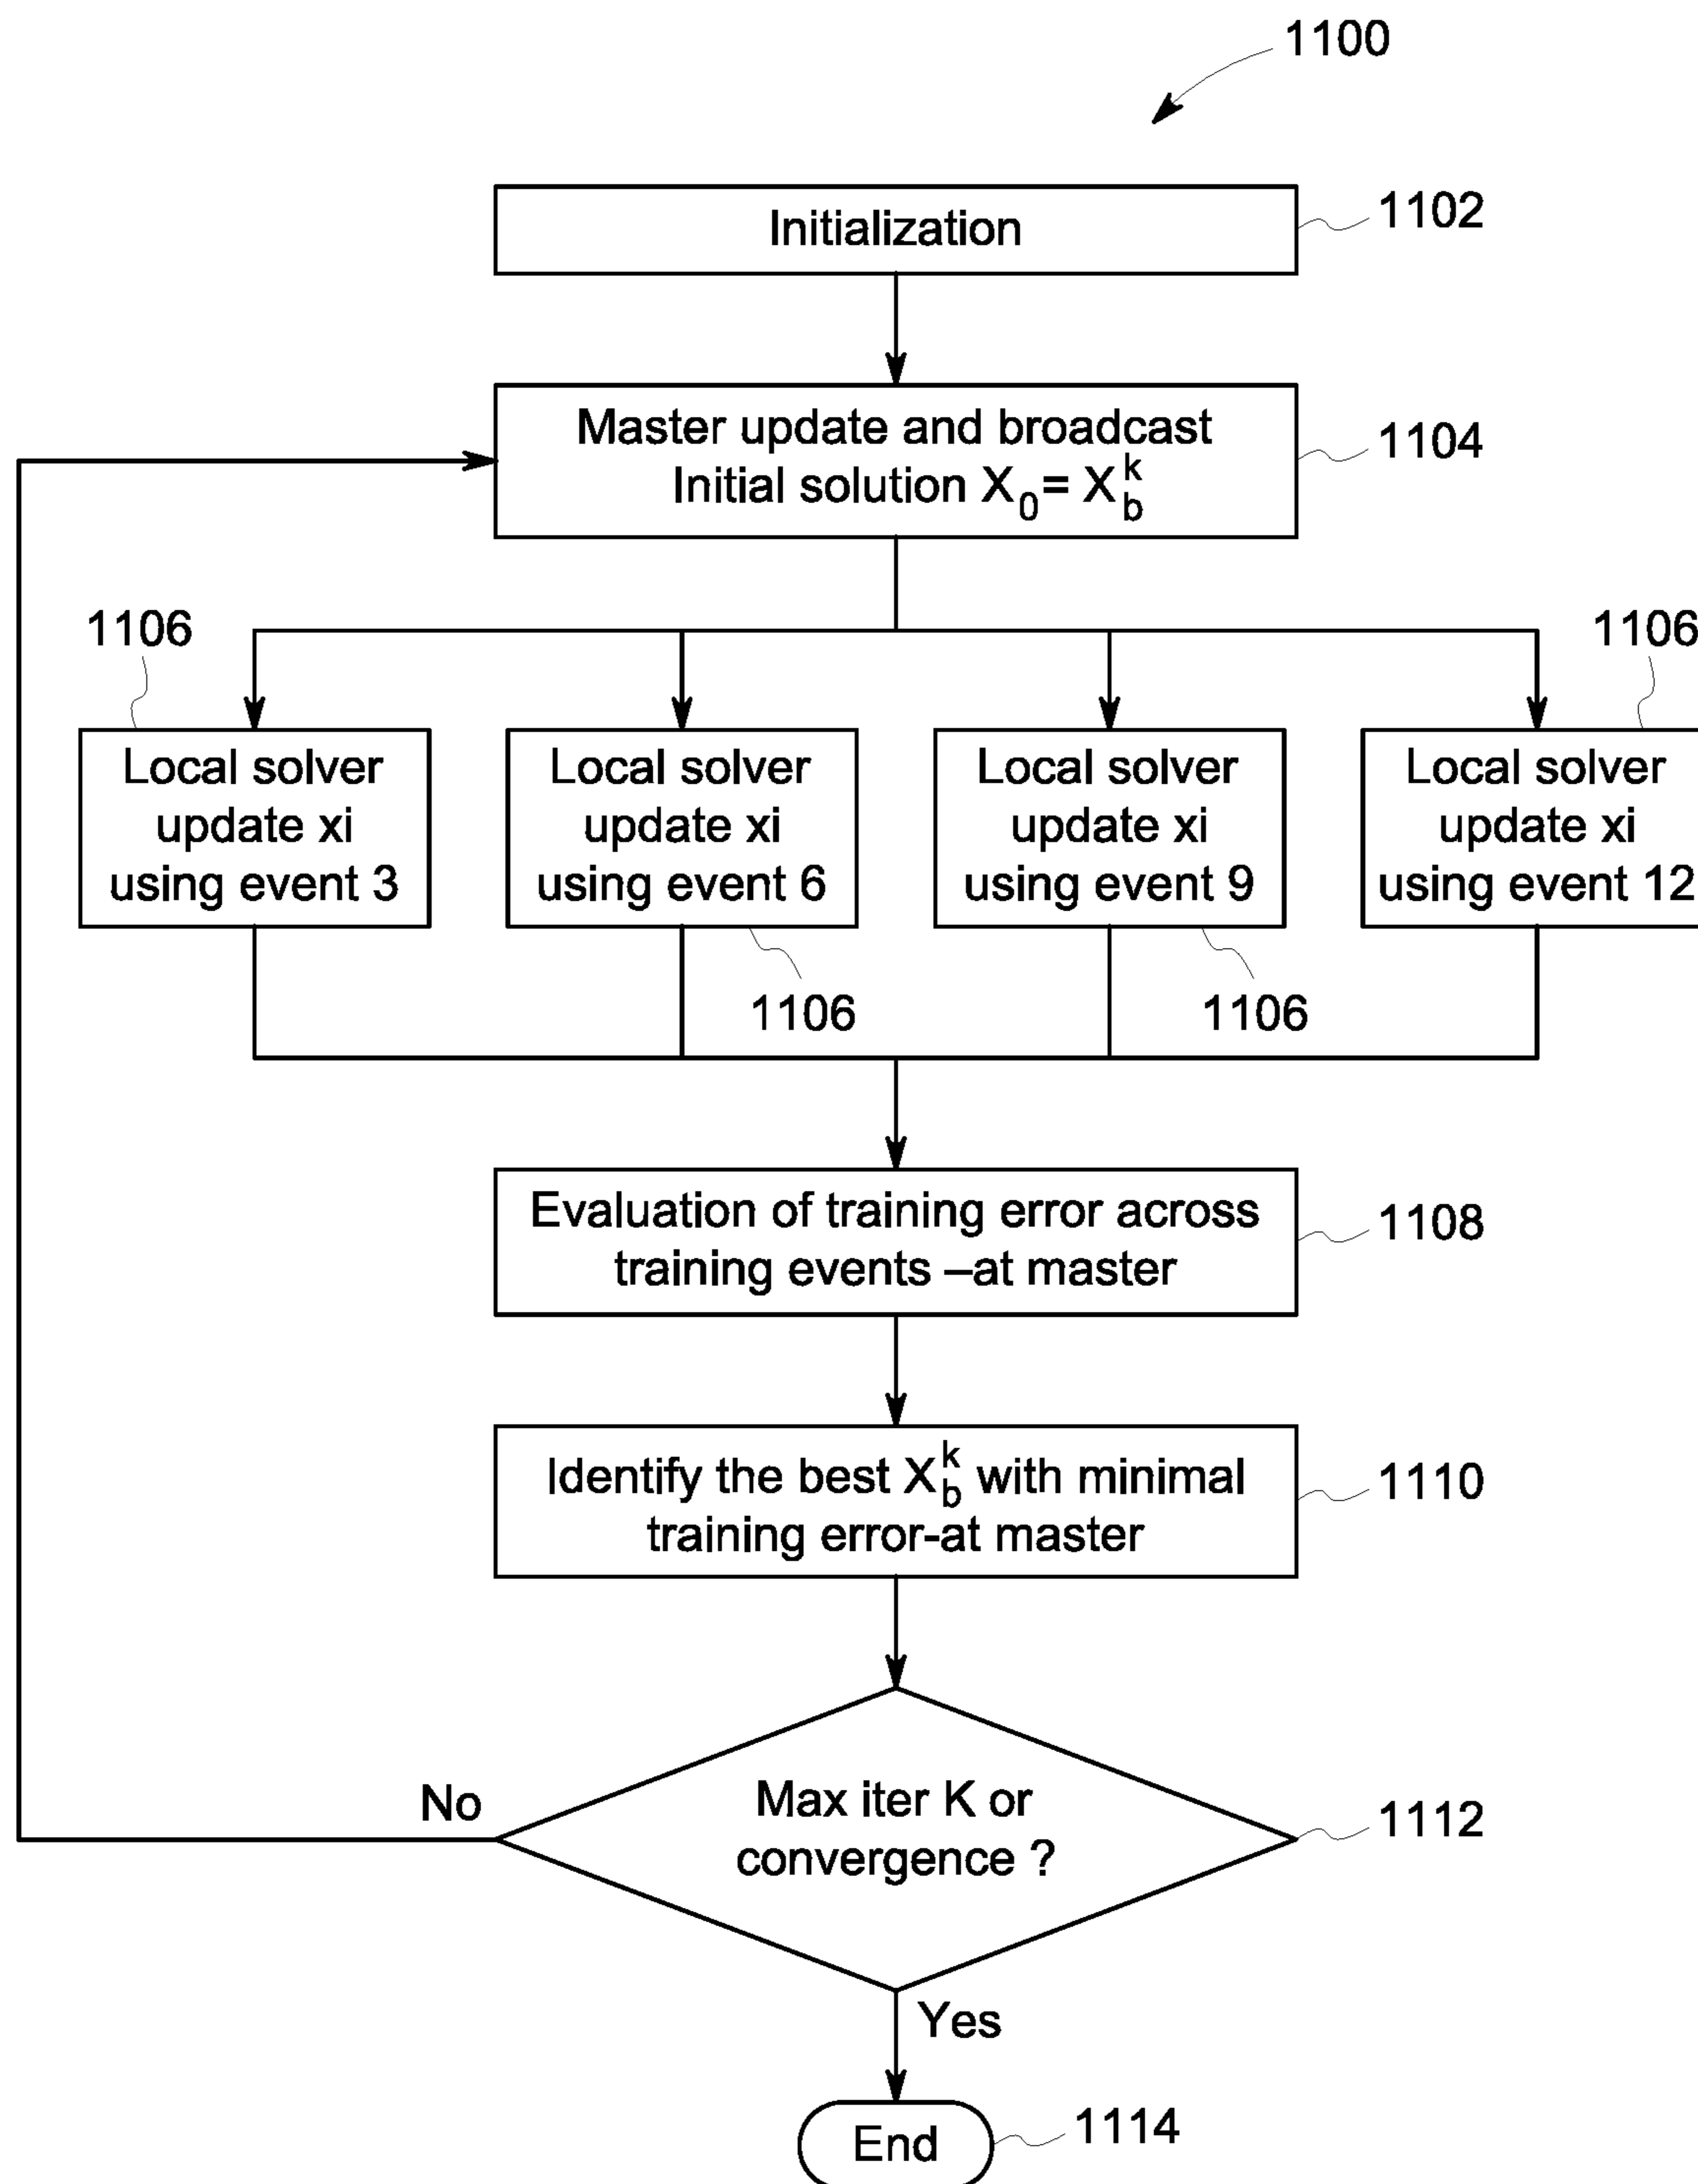 1100
Initialization
1102
Master update and broadcast
Initial solution X₀= X_b^k
1104
1106
1106
Local solver
update xi
using event 3
Local solver
update xi
using event 6
Local solver
update xi
using event 9
Local solver
update xi
using event 12
1106
1106
Evaluation of training error across
training events –at master
1108
Identify the best X_b^k with minimal
training error-at master
1110
No
Max iter K or
convergence ?
1112
Yes
End
1114